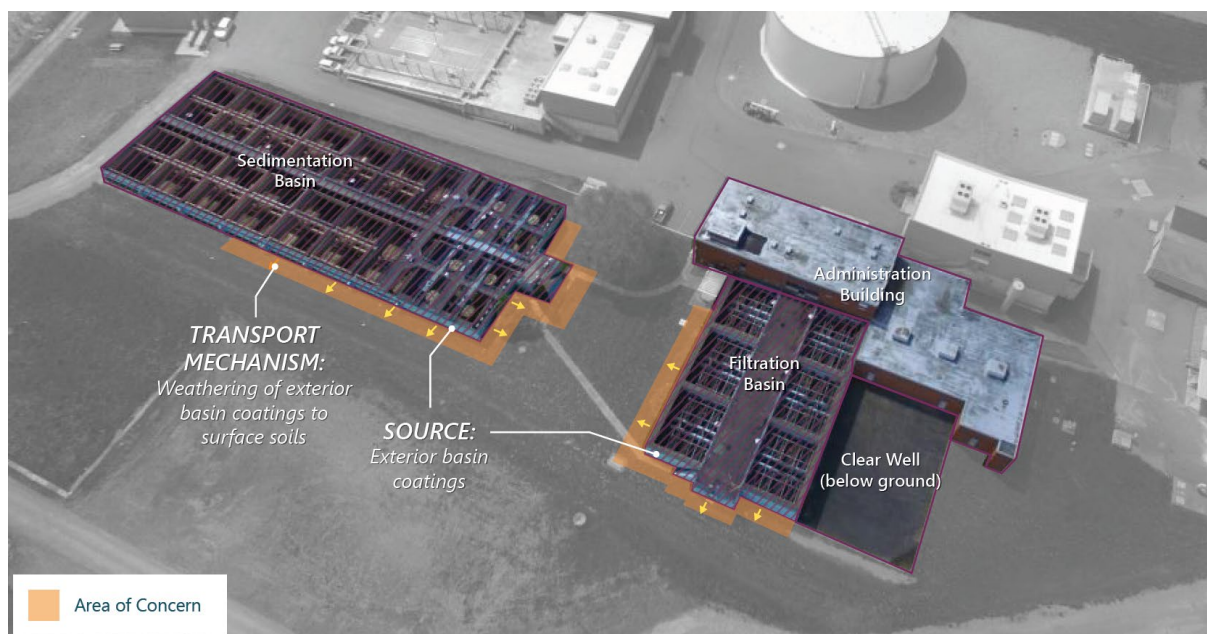 Sedimentation
Basin
Administration
Building
TRANSPORT
MECHANISM:
Weathering of exterior
basin coatings to
surface soils
Filtration
Basin
SOURCE:
Exterior basin
coatings
Clear Well
(below ground)
Area of Concern